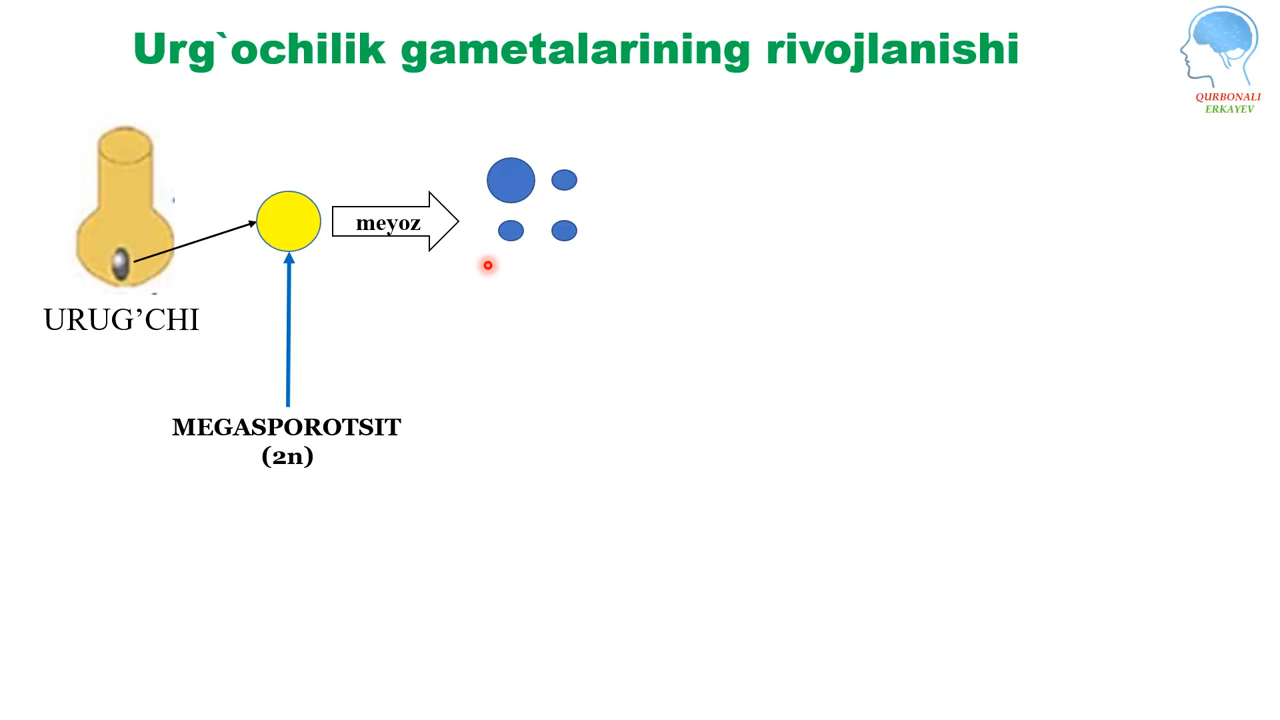 Urg`ochilik gametalarining rivojlanishi
QURBONALI
ERKAYEV
meyoz
URUG’CHI
MEGASPOROTSIT
(2n)